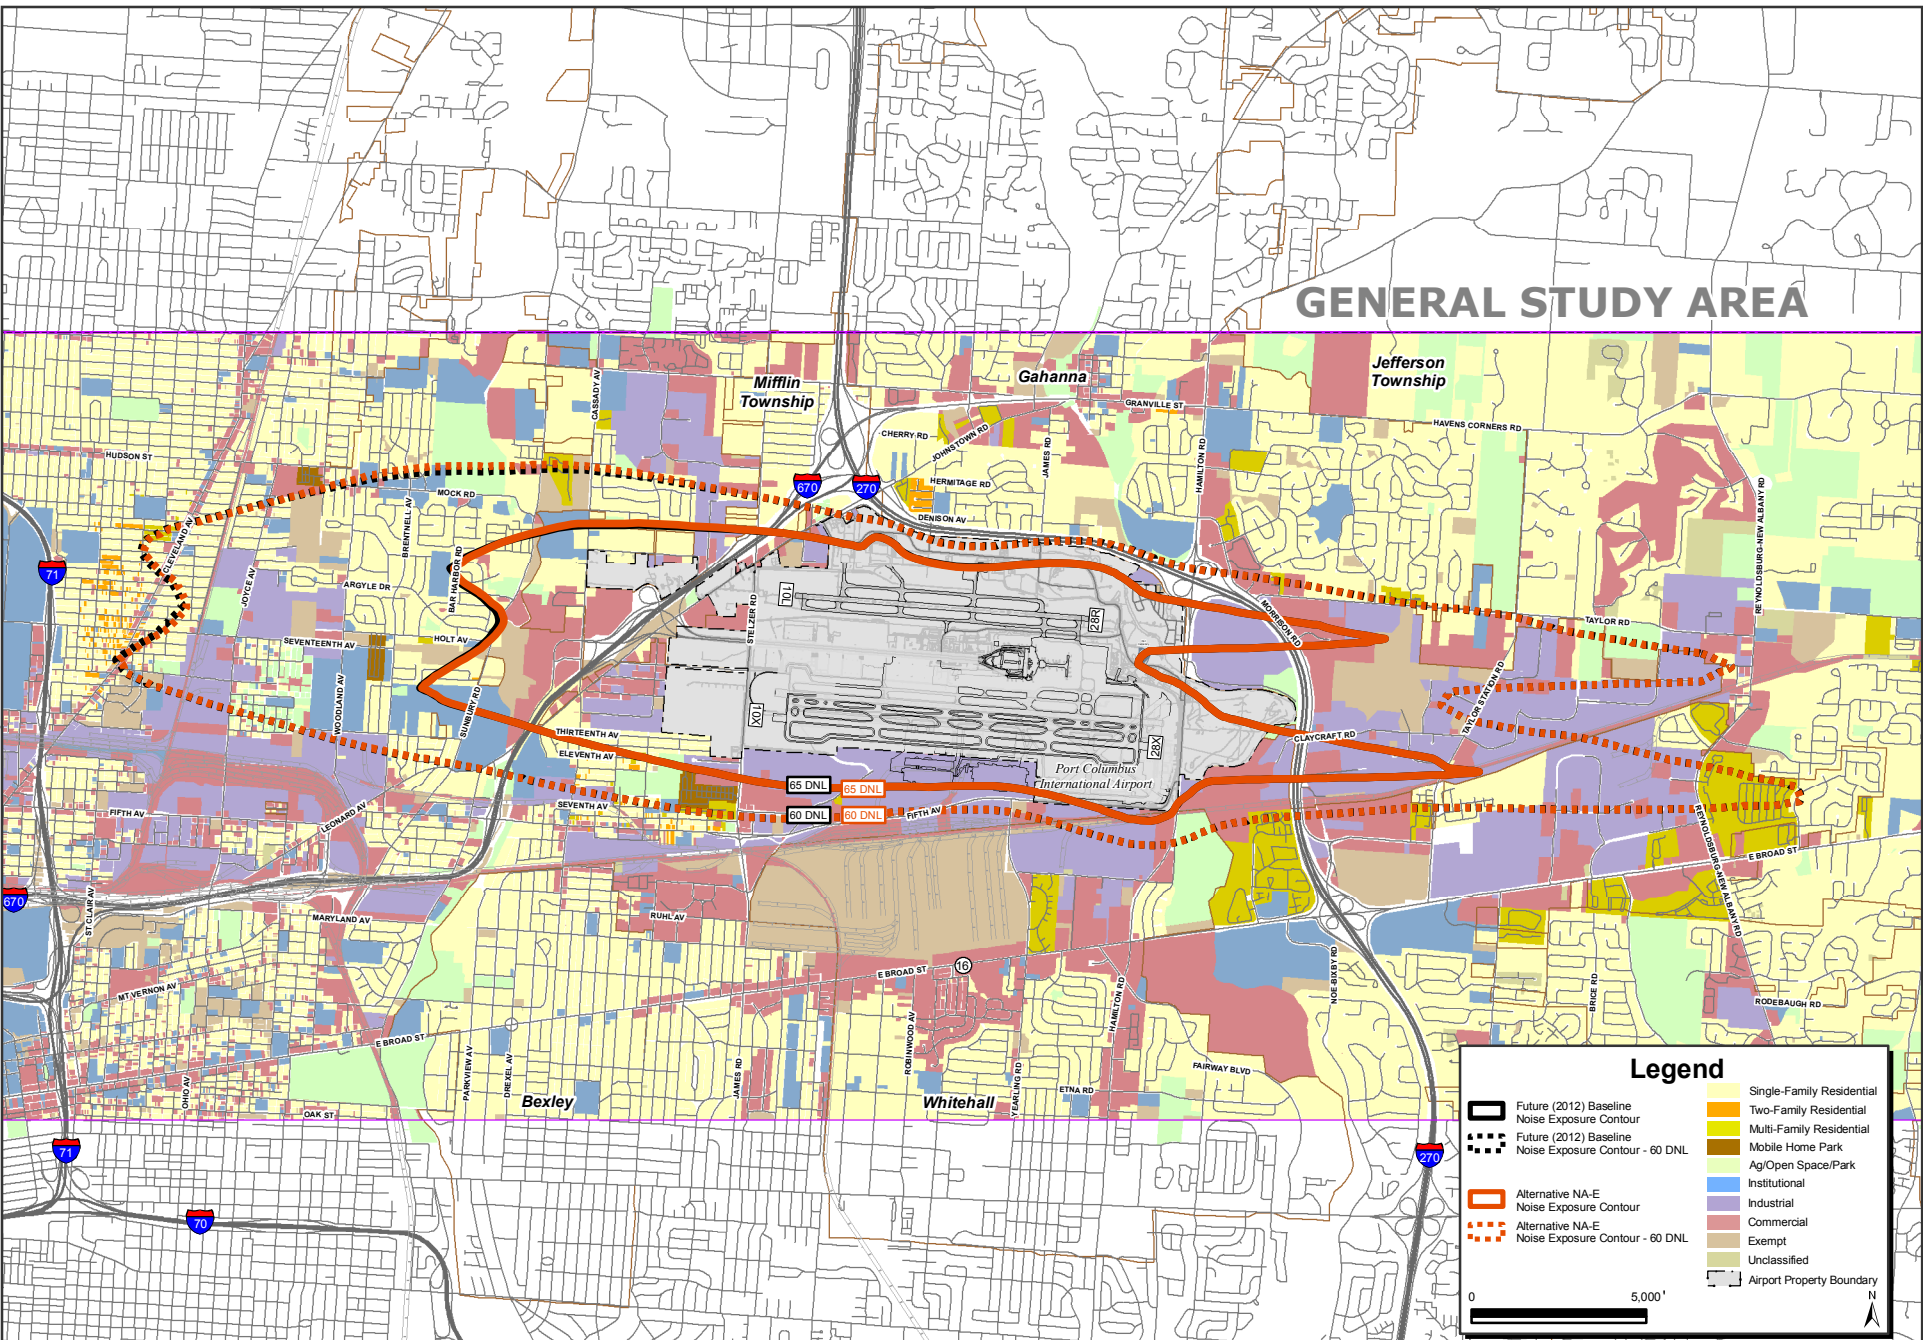 GENERAL STUDY AREA
Jefferson
Township
Gahanna
Mifflin
Township
GRANVILLE ST
CASSADY AV
HAVENS CORNERS RD
CHERRY RD
JOHNSTOWN RD
JAMES RD
HAMILTON RD
HUDSON ST
670
270
HERMITAGE RD
MOCK RD
REYNOLDSBURG-NEW ALBANY RD
BRENTNELL AV
DENISON AV
CLEVELAND AV
71
JOYCE AV
ARGYLE DR
BAR HARBOR RD
10L
STELZER RD
28R
MORRISON RD
TAYLOR RD
SEVENTEENTH AV
HOLT AV
WOODLAND AV
SUNBURY RD
TAYLOR STATION RD
10X
THIRTEENTH AV
ELEVENTH AV
28X
CLAYCRAFT RD
Port Columbus
International Airport
65 DNL
65 DNL
60 DNL
60 DNL
FIFTH AV
SEVENTH AV
FIFTH AV
LEONARD AV
REYNOLDSBURG-NEW ALBANY RD
E BROAD ST
670
ST CLAIR AV
MARYLAND AV
RUHL AV
E BROAD ST
16
MT VERNON AV
NOE-BIXBY RD
BRICE RD
RODEBAUGH RD
HAMILTON RD
ROBINWOOD AV
E BROAD ST
PARKVIEW AV
DREXEL AV
JAMES RD
YEARLING RD
ETNA RD
FAIRWAY BLVD
OHIO AV
OAK ST
Bexley
Whitehall
71
70
270
Legend
Future (2012) Baseline
Noise Exposure Contour
Future (2012) Baseline
Noise Exposure Contour - 60 DNL
Alternative NA-E
Noise Exposure Contour
Alternative NA-E
Noise Exposure Contour - 60 DNL
Single-Family Residential
Two-Family Residential
Multi-Family Residential
Mobile Home Park
Ag/Open Space/Park
Institutional
Industrial
Commercial
Exempt
Unclassified
Airport Property Boundary
0 5,000'
N